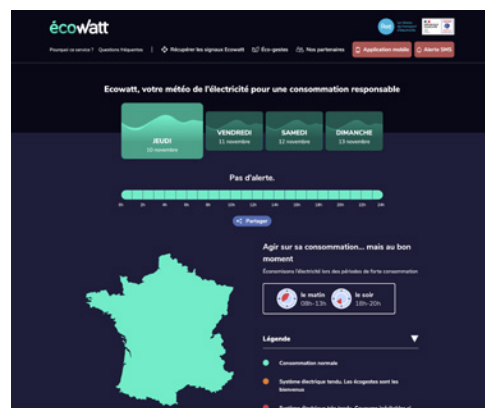 écoWatt
Pourquoi ce service ? Questions fréquentes | Récupérer les signaux Ecowatt Éco-gestes Nos partenaires Application mobile Alerte SMS
Ecowatt, votre météo de l'électricité pour une consommation responsable
JEUDI
10 novembre
VENDREDI
11 novembre
SAMEDI
12 novembre
DIMANCHE
13 novembre
Pas d'alerte.
0h 2h 4h 6h 8h 10h 12h 14h 16h 18h 20h 22h 24h
Partager
Agir sur sa consommation... mais au bon
moment
Économisons l'électricité lors des périodes de forte consommation
le matin
08h-13h
le soir
18h-20h
Légende
Consommation normale
Système électrique tendu. Les écogestes sont les
bienvenus